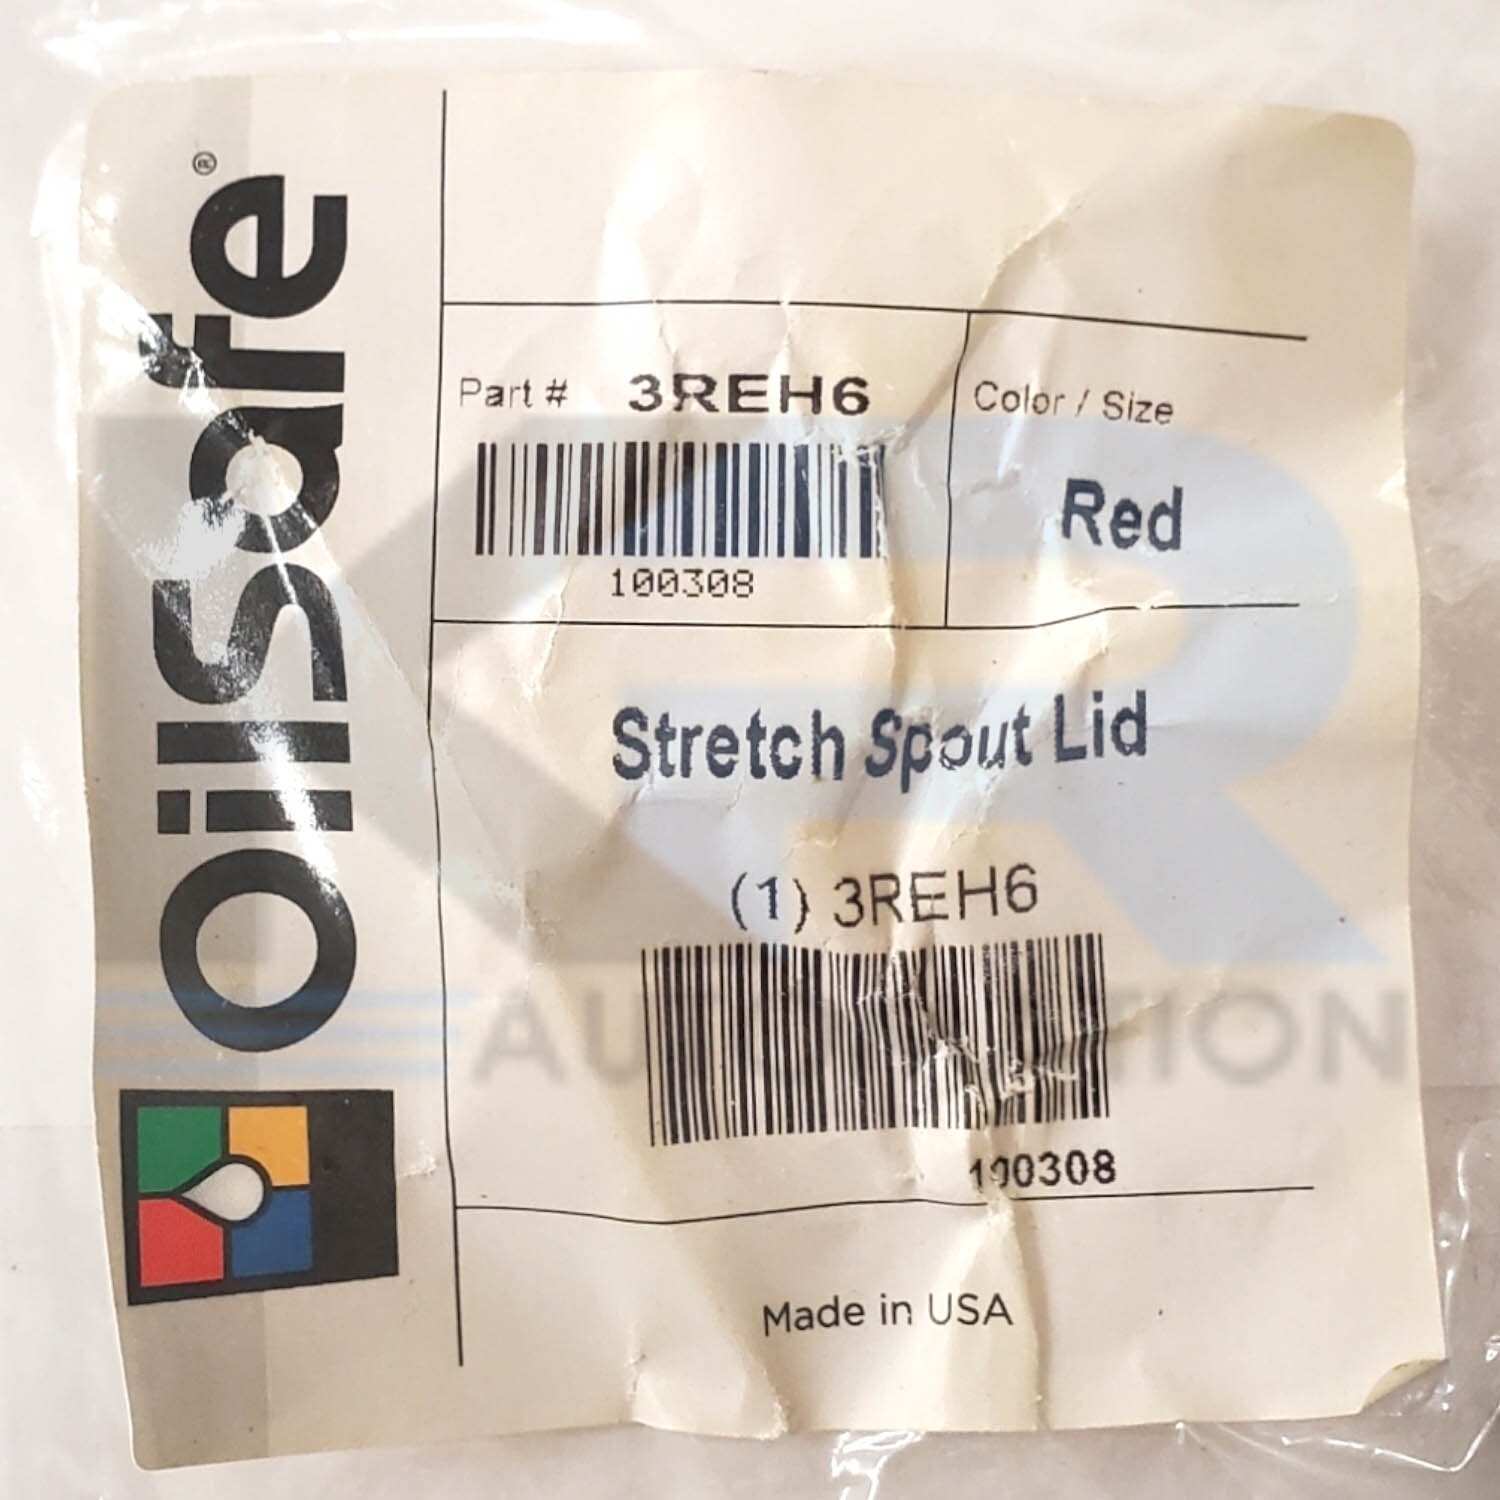 OilSafe®
Part # 3REH6
100308
Color / Size
Red
Stretch Spout Lid
(1) 3REH6
100308
Made in USA